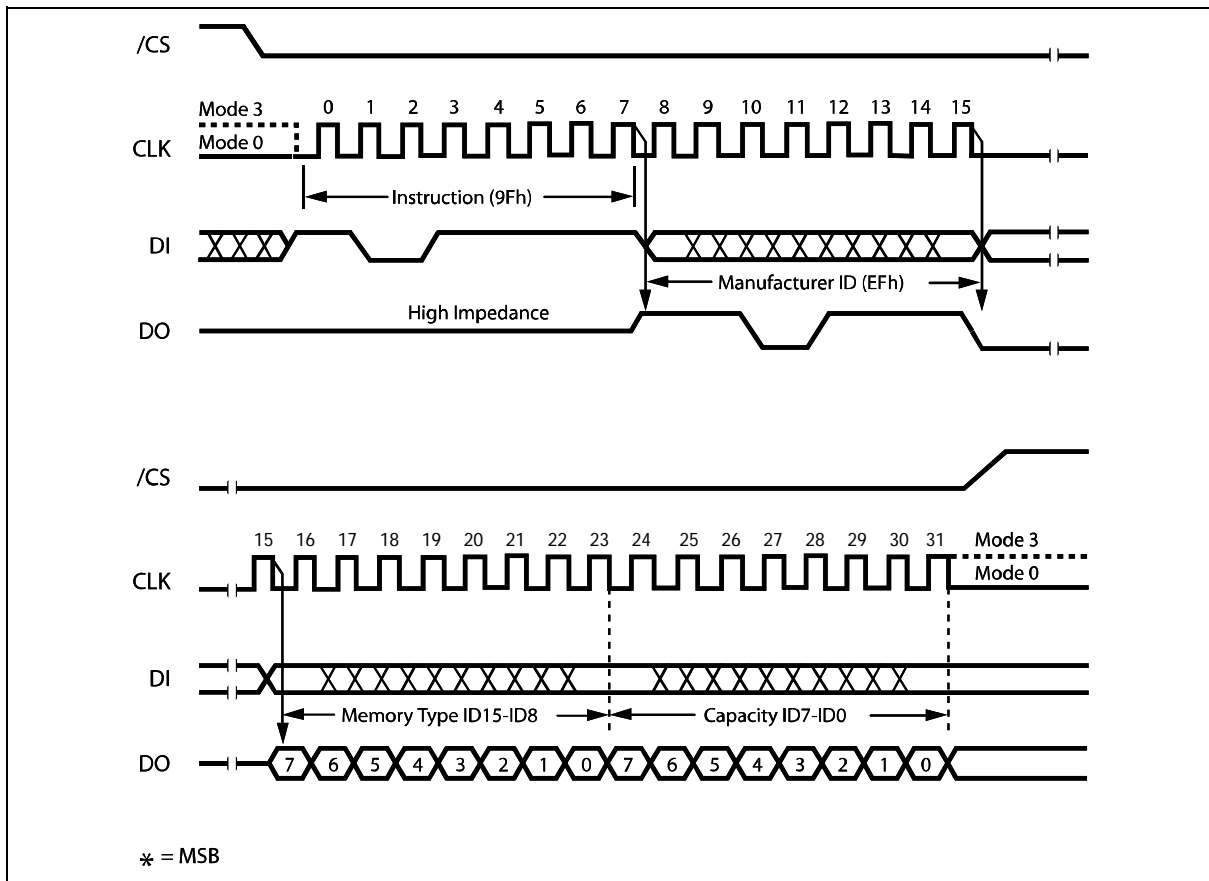 /CS
Mode 3
0 1 2 3 4 5 6 7 8 9 10 11 12 13 14 15
Mode 0
CLK
Instruction (9Fh)
DI
Manufacturer ID (EFh)
High Impedance
DO
/CS
15 16 17 18 19 20 21 22 23 24 25 26 27 28 29 30 31
Mode 3
Mode 0
CLK
DI
Memory Type ID15-ID8
Capacity ID7-ID0
DO
7 6 5 4 3 2 1 0 7 6 5 4 3 2 1 0
* = MSB